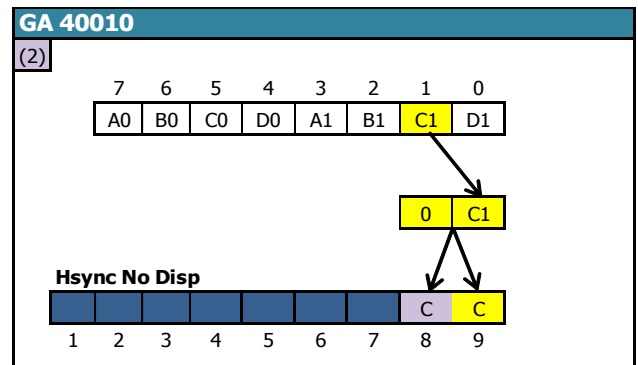 GA 40010
(2)
7 6 5 4 3 2 1 0
A0 B0 C0 D0 A1 B1 C1 D1
0 C1
Hsync No Disp
C C
1 2 3 4 5 6 7 8 9